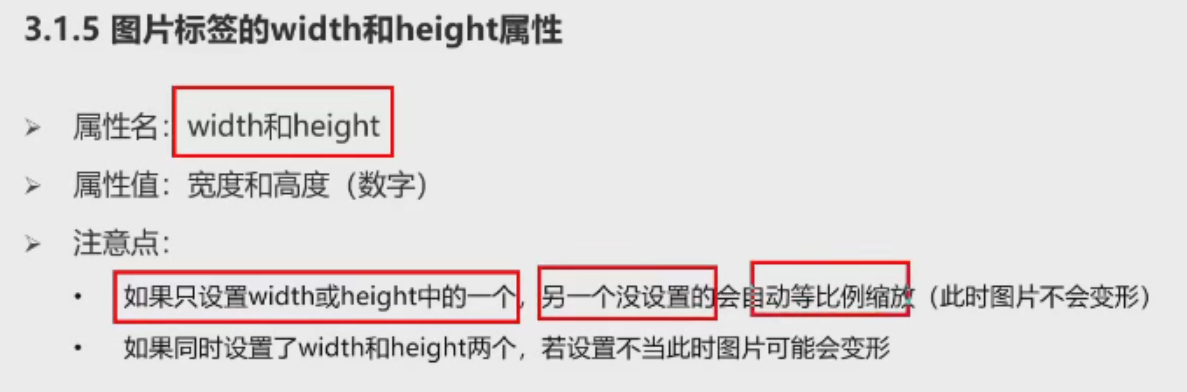 3.1.5 图片标签的width和height属性
➢ 属性名：width和height
➢ 属性值：宽度和高度（数字）
➢ 注意点：
• 如果只设置width或height中的一个，另一个没设置的会自动等比例缩放（此时图片不会变形）
• 如果同时设置了width和height两个，若设置不当此时图片可能会变形